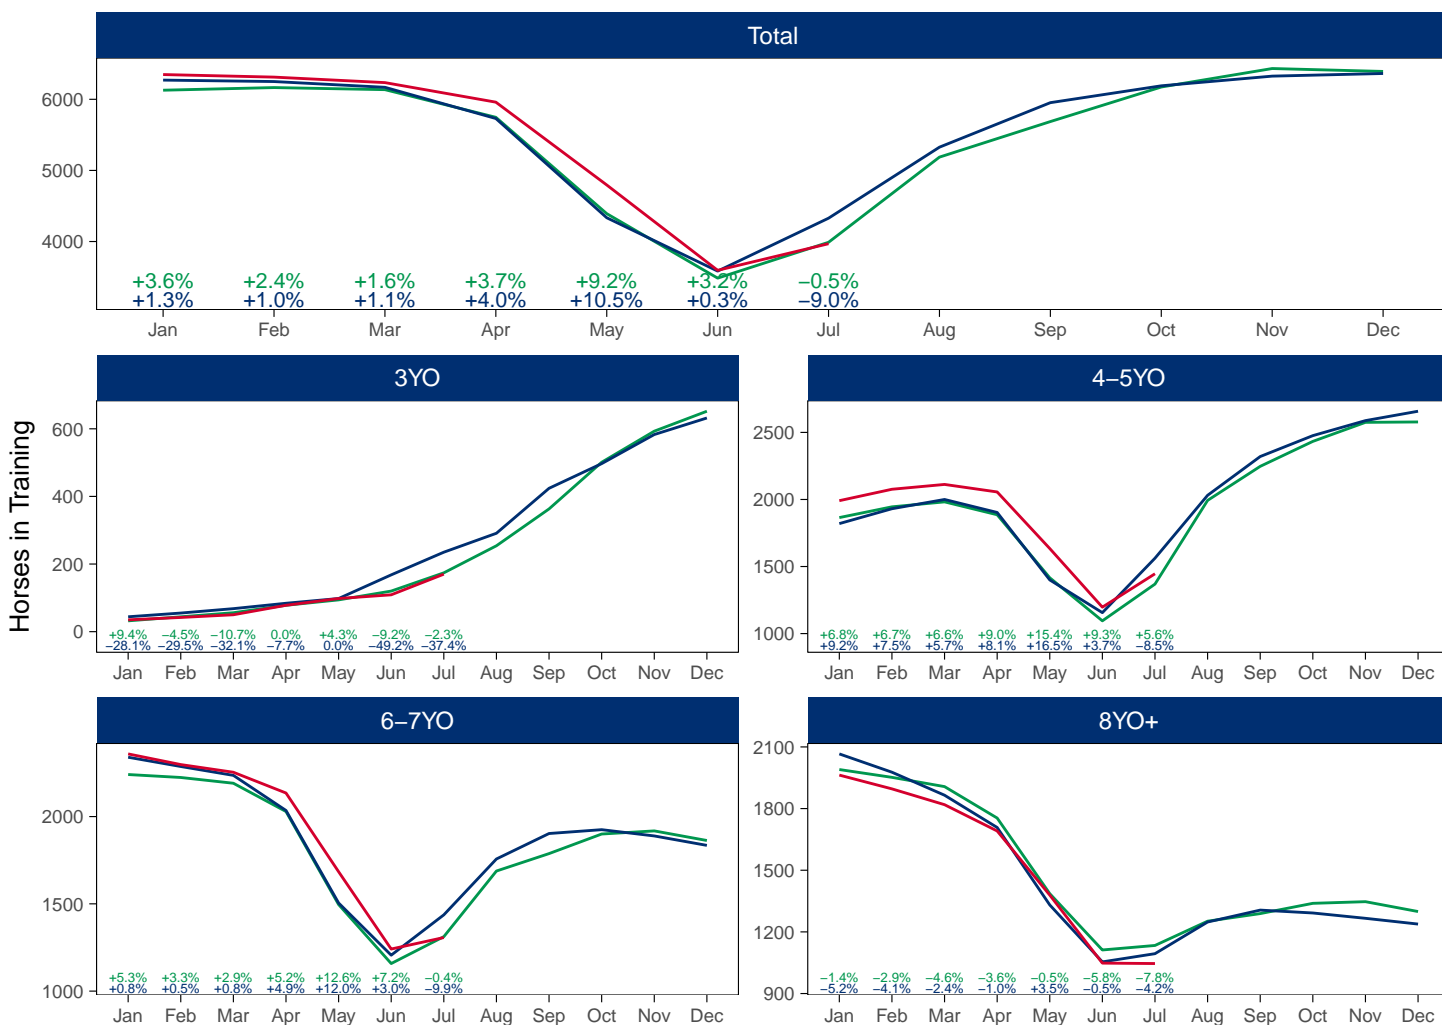 Total
6000
5000
4000
+3.6% +2.4% +1.6% +3.7% +9.2% +3.2% −0.5%
+1.3% +1.0% +1.1% +4.0% +10.5% +0.3% −9.0%
Jan Feb Mar Apr May Jun Jul Aug Sep Oct Nov Dec
Horses in Training
3YO
600
400
200
0
+9.4% −4.5% −10.7% 0.0% +4.3% −9.2% −2.3%
−28.1% −29.5% −32.1% −7.7% 0.0% −49.2% −37.4%
Jan Feb Mar Apr May Jun Jul Aug Sep Oct Nov Dec
4−5YO
2500
2000
1500
1000
+6.8% +6.7% +6.6% +9.0% +15.4% +9.3% +5.6%
+9.2% +7.5% +5.7% +8.1% +16.5% +3.7% −8.5%
Jan Feb Mar Apr May Jun Jul Aug Sep Oct Nov Dec
6−7YO
2000
1500
1000
+5.3% +3.3% +2.9% +5.2% +12.6% +7.2% −0.4%
+0.8% +0.5% +0.8% +4.9% +12.0% +3.0% −9.9%
Jan Feb Mar Apr May Jun Jul Aug Sep Oct Nov Dec
8YO+
2100
1800
1500
1200
900
−1.4% −2.9% −4.6% −3.6% −0.5% −5.8% −7.8%
−5.2% −4.1% −2.4% −1.0% +3.5% −0.5% −4.2%
Jan Feb Mar Apr May Jun Jul Aug Sep Oct Nov Dec